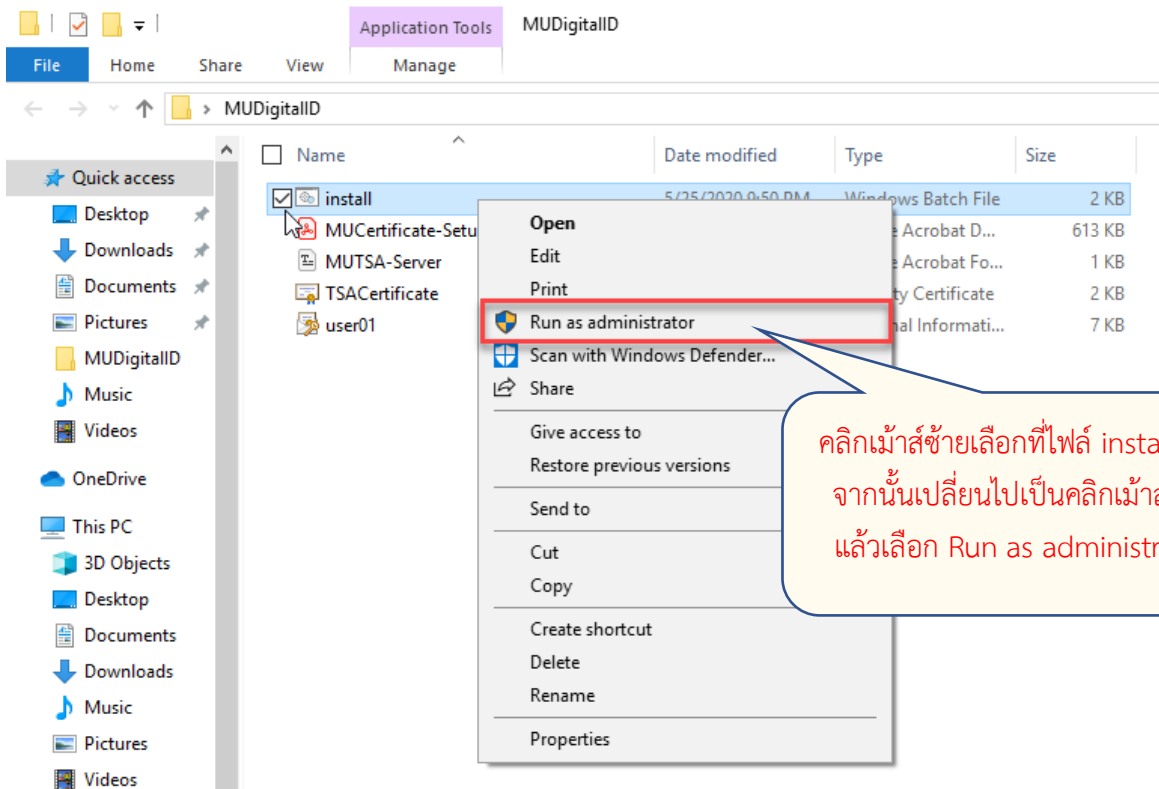 Application Tools MUDigitalID
File Home Share View Manage
MUDigitalID
Name Date modified Type Size
Quick access
Desktop
Downloads
Documents
Pictures
MUDigitalID
Music
Videos
OneDrive
This PC
3D Objects
Desktop
Documents
Downloads
Music
Pictures
Videos
install 5/25/2020 9:50 PM Windows Batch File 2 KB
MUCertificate-Setu e Acrobat D... 613 KB
MUTSA-Server e Acrobat Fo... 1 KB
TSACertificate ty Certificate 2 KB
user01 nal Informati... 7 KB
Open
Edit
Print
Run as administrator
Scan with Windows Defender...
Share
Give access to
Restore previous versions
Send to
Cut
Copy
Create shortcut
Delete
Rename
Properties
คลิกเม้าส์ซ้ายเลือกที่ไฟล์ insta
จากนั้นเปลี่ยนไปเป็นคลิกเม้าส
แล้วเลือก Run as administr